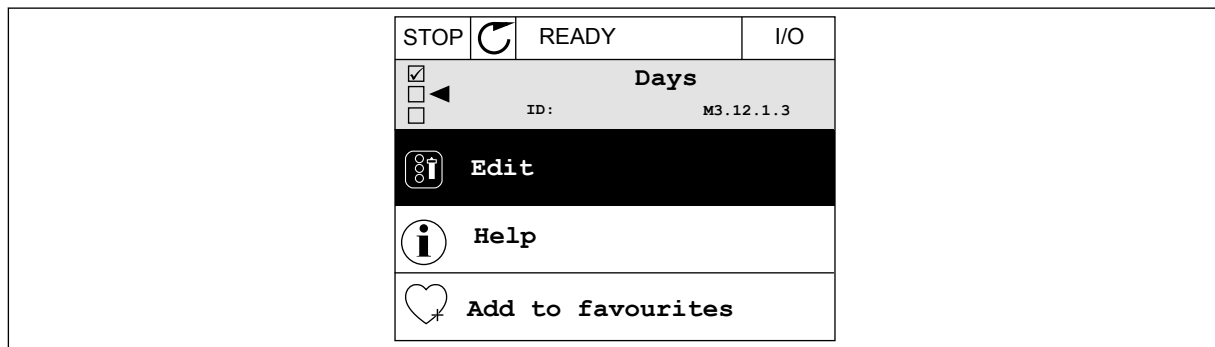 STOP READY I/O
Days
ID: M3.12.1.3
Edit
Help
Add to favourites